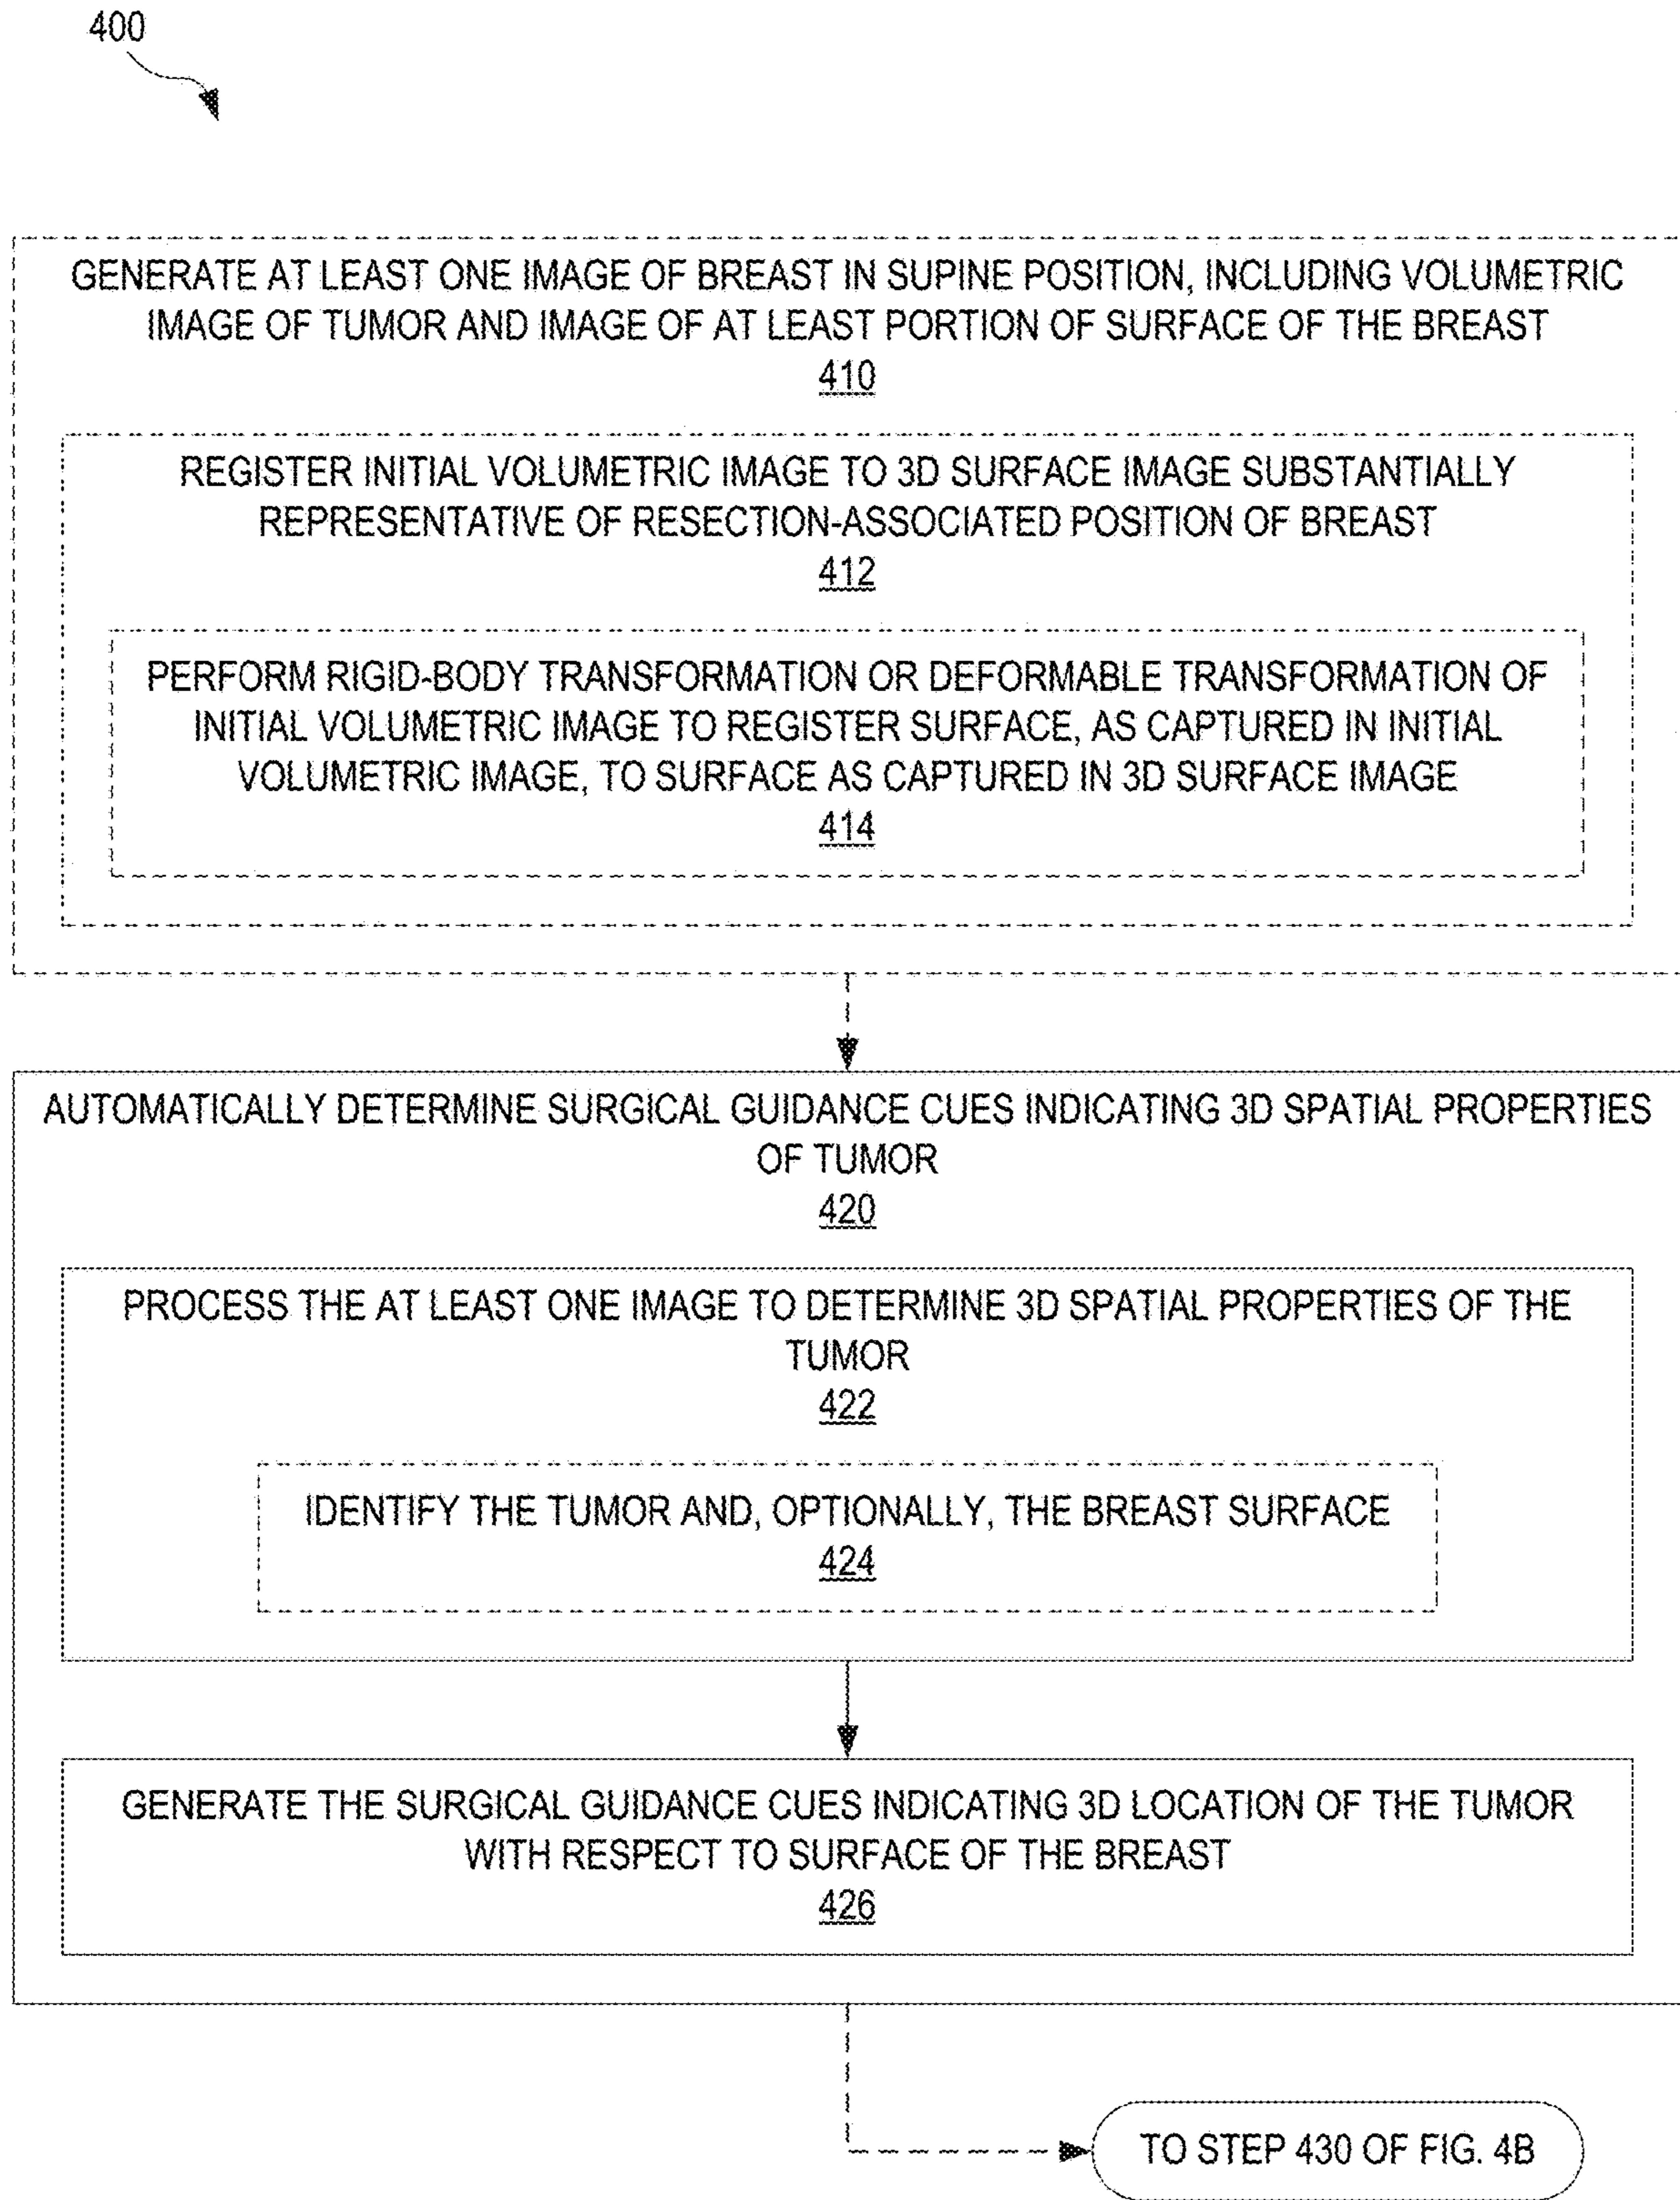 400
GENERATE AT LEAST ONE IMAGE OF BREAST IN SUPINE POSITION, INCLUDING VOLUMETRIC
IMAGE OF TUMOR AND IMAGE OF AT LEAST PORTION OF SURFACE OF THE BREAST
410
REGISTER INITIAL VOLUMETRIC IMAGE TO 3D SURFACE IMAGE SUBSTANTIALLY
REPRESENTATIVE OF RESECTION-ASSOCIATED POSITION OF BREAST
412
PERFORM RIGID-BODY TRANSFORMATION OR DEFORMABLE TRANSFORMATION OF
INITIAL VOLUMETRIC IMAGE TO REGISTER SURFACE, AS CAPTURED IN INITIAL
VOLUMETRIC IMAGE, TO SURFACE AS CAPTURED IN 3D SURFACE IMAGE
414
AUTOMATICALLY DETERMINE SURGICAL GUIDANCE CUES INDICATING 3D SPATIAL PROPERTIES
OF TUMOR
420
PROCESS THE AT LEAST ONE IMAGE TO DETERMINE 3D SPATIAL PROPERTIES OF THE
TUMOR
422
IDENTIFY THE TUMOR AND, OPTIONALLY, THE BREAST SURFACE
424
GENERATE THE SURGICAL GUIDANCE CUES INDICATING 3D LOCATION OF THE TUMOR
WITH RESPECT TO SURFACE OF THE BREAST
426
TO STEP 430 OF FIG. 4B